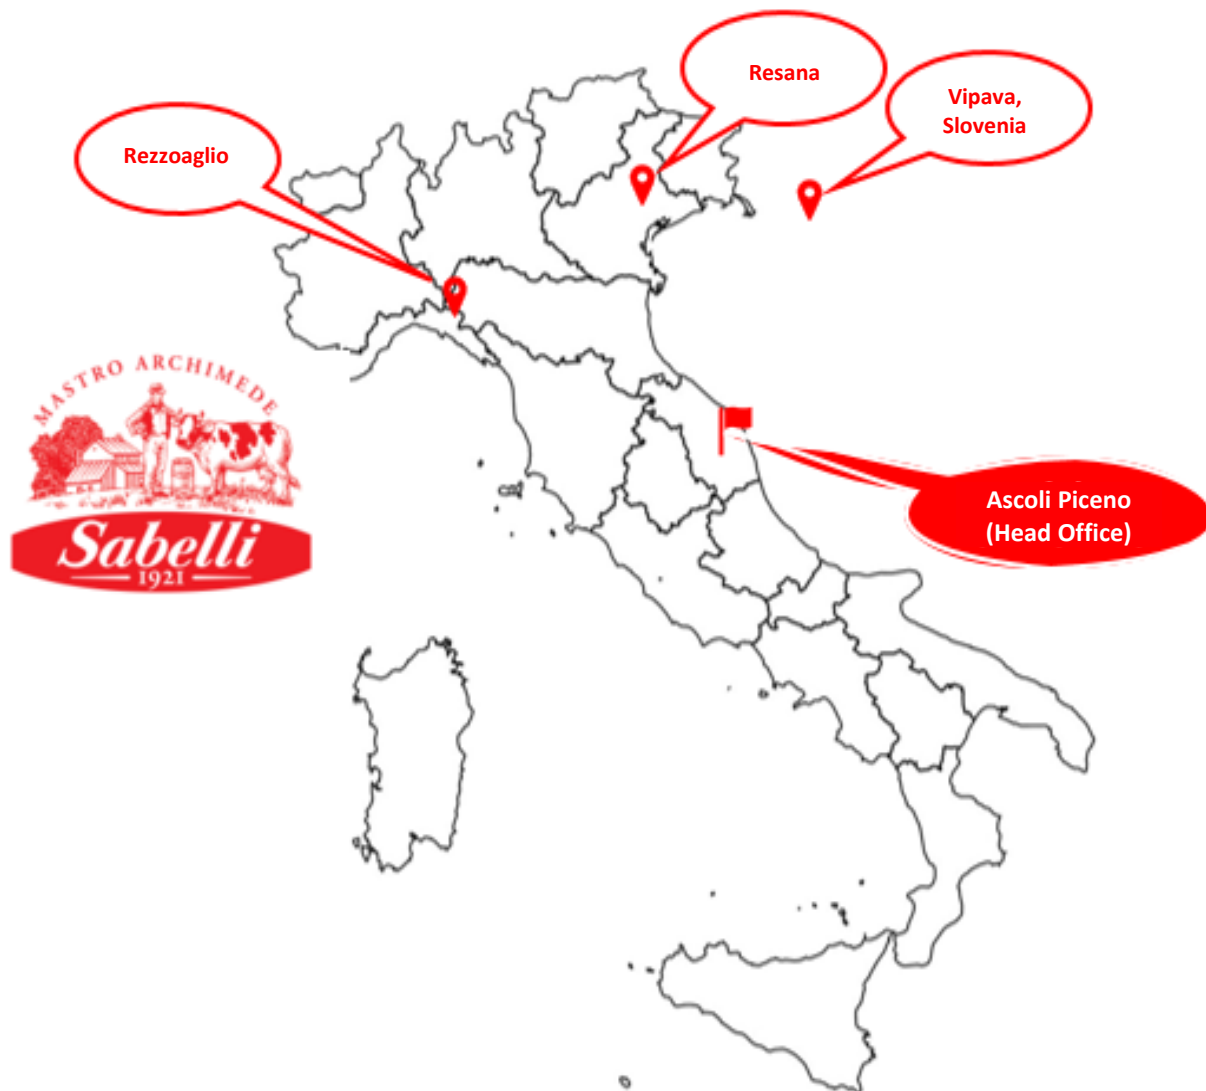 Resana
Vipava,
Slovenia
Rezzoaglio
MASTRO ARCHIMEDE
Sabelli
1921
Ascoli Piceno
(Head Office)